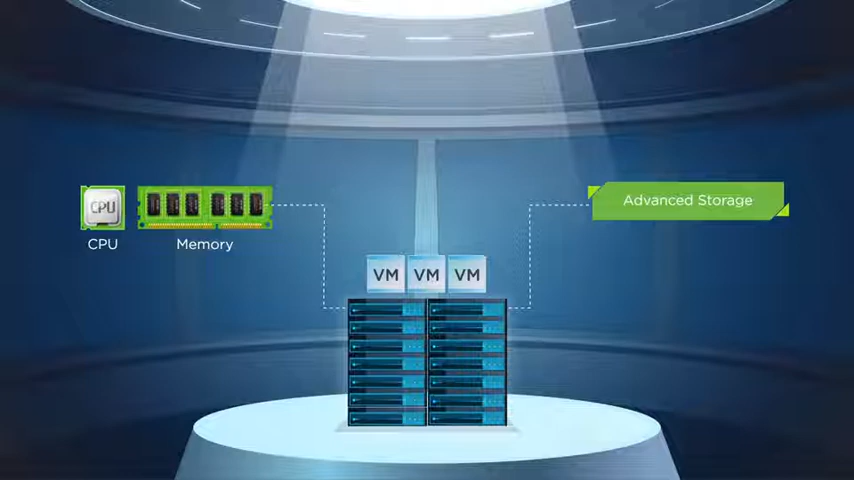 Advanced Storage
CPU
CPU
Memory
VM VM VM